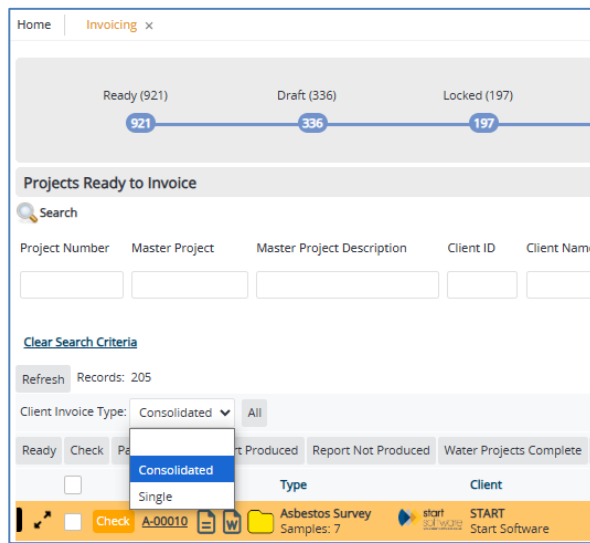 Home Invoicing ×
Ready (921) Draft (336) Locked (197)
921 336 197
Projects Ready to Invoice
Search
Project Number Master Project Master Project Description Client ID Client Name
Clear Search Criteria
Refresh Records: 205
Client Invoice Type: Consolidated All
Ready Check Pa t Produced Report Not Produced Water Projects Complete
Consolidated
Single
Type Client
Check A-00010 W Asbestos Survey start software START
Samples: 7 Start Software